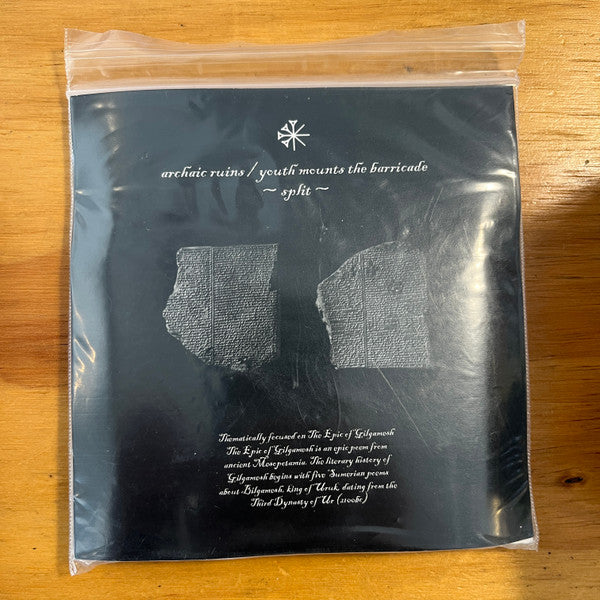 archaic ruins / youth mounts the barricade
~ split ~
Thematically focused on The Epic of Gilgamesh
The Epic of Gilgamesh is an epic poem from
ancient Mesopotamia. The literary history of
Gilgamesh begins with five Sumerian poems
about Bilgamesh, king of Uruk, dating from the
Third Dynasty of Ur (2100bc)